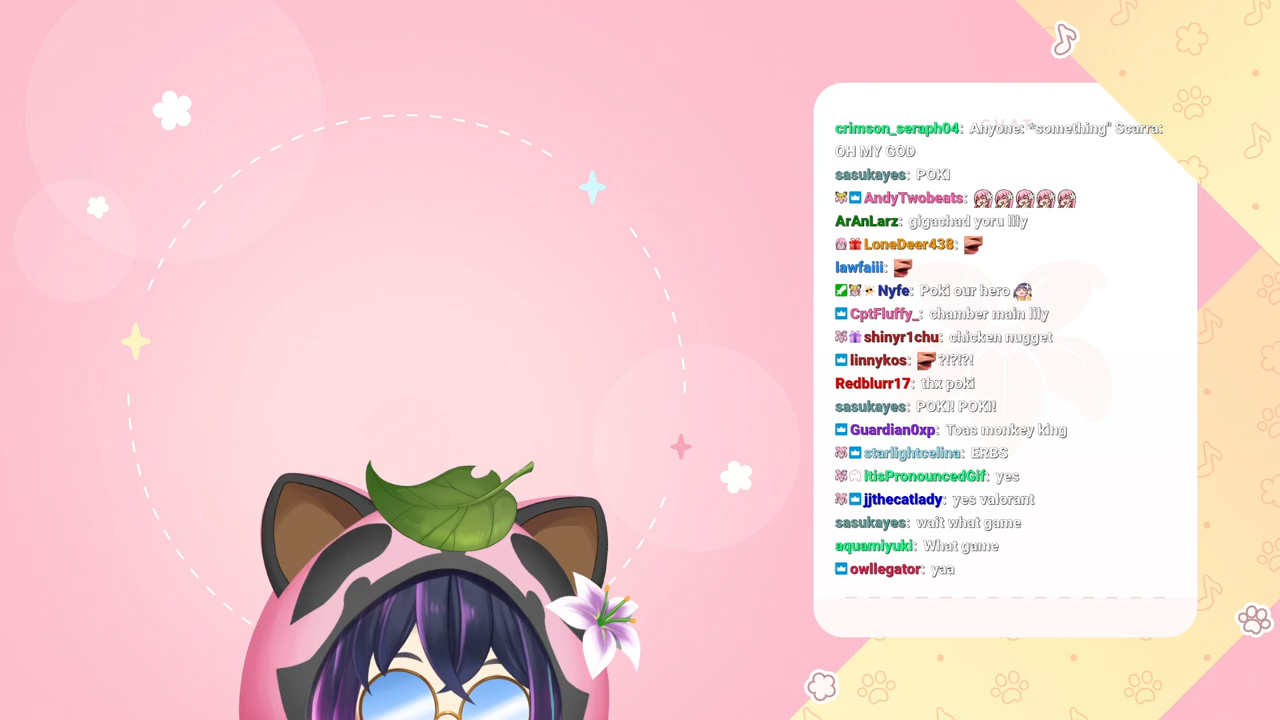 CHAT
crimson_seraph04: Anyone: *something* Scarra:
OH MY GOD
sasukayes: POKI
AndyTwobeats:
ArAnLarz: gigachad yoru lily
LoneDeer438:
lawfaiii:
Nyfe: Poki our hero
CptFluffy_: chamber main lily
shinyr1chu: chicken nugget
linnykos: ?!?!?!
Redblurr17: thx poki
sasukayes: POKI! POKI!
Guardian0xp: Toas monkey king
starlightcelina: ERBS
itisPronouncedGif: yes
jjthecatlady: yes valorant
sasukayes: wait what game
aquamiyuki: What game
owllegator: yaa